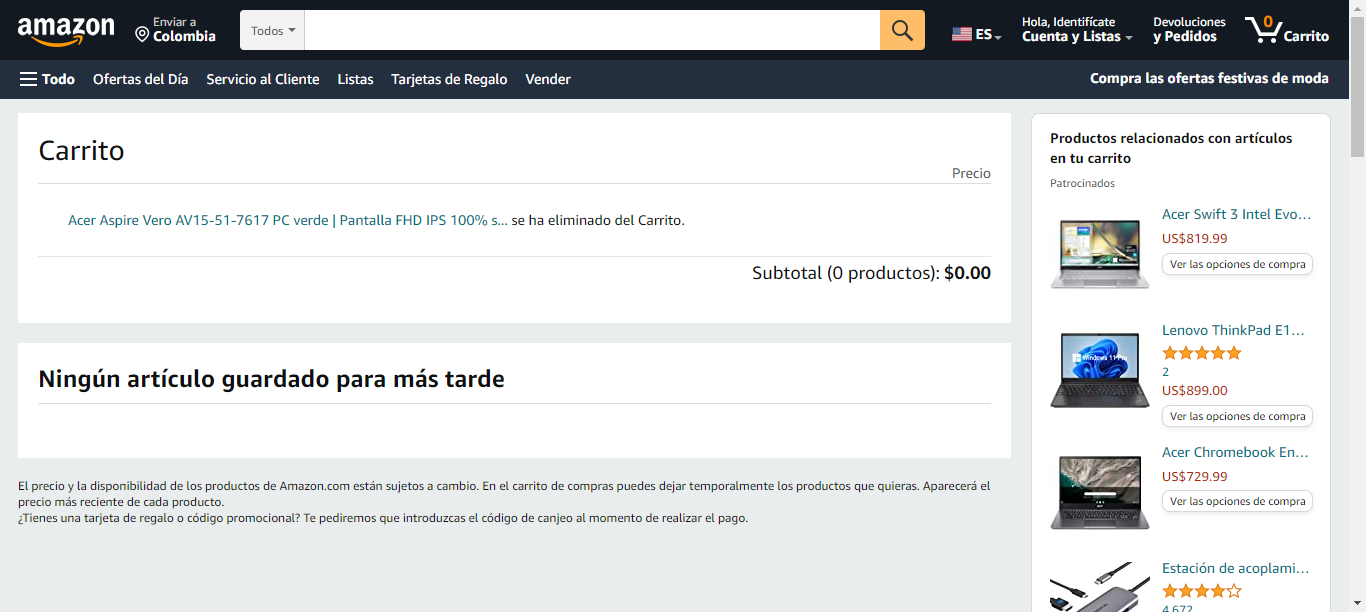 amazon
Enviar a
Colombia
Todos
ES
Hola, Identifícate
Cuenta y Listas
Devoluciones
y Pedidos
0
Carrito
Todo
Ofertas del Día
Servicio al Cliente
Listas
Tarjetas de Regalo
Vender
Compra las ofertas festivas de moda
Carrito
Precio
Acer Aspire Vero AV15-51-7617 PC verde | Pantalla FHD IPS 100% s... se ha eliminado del Carrito.
Subtotal (0 productos): $0.00
Ningún artículo guardado para más tarde
El precio y la disponibilidad de los productos de Amazon.com están sujetos a cambio. En el carrito de compras puedes dejar temporalmente los productos que quieras. Aparecerá el
precio más reciente de cada producto.
¿Tienes una tarjeta de regalo o código promocional? Te pediremos que introduzcas el código de canjeo al momento de realizar el pago.
Productos relacionados con artículos
en tu carrito
Patrocinados
Acer Swift 3 Intel Evo...
US$819.99
Ver las opciones de compra
Lenovo ThinkPad E1...
2
US$899.00
Ver las opciones de compra
Windows 11 Pro
Acer Chromebook En...
US$729.99
Ver las opciones de compra
Estación de acoplami...
4,672